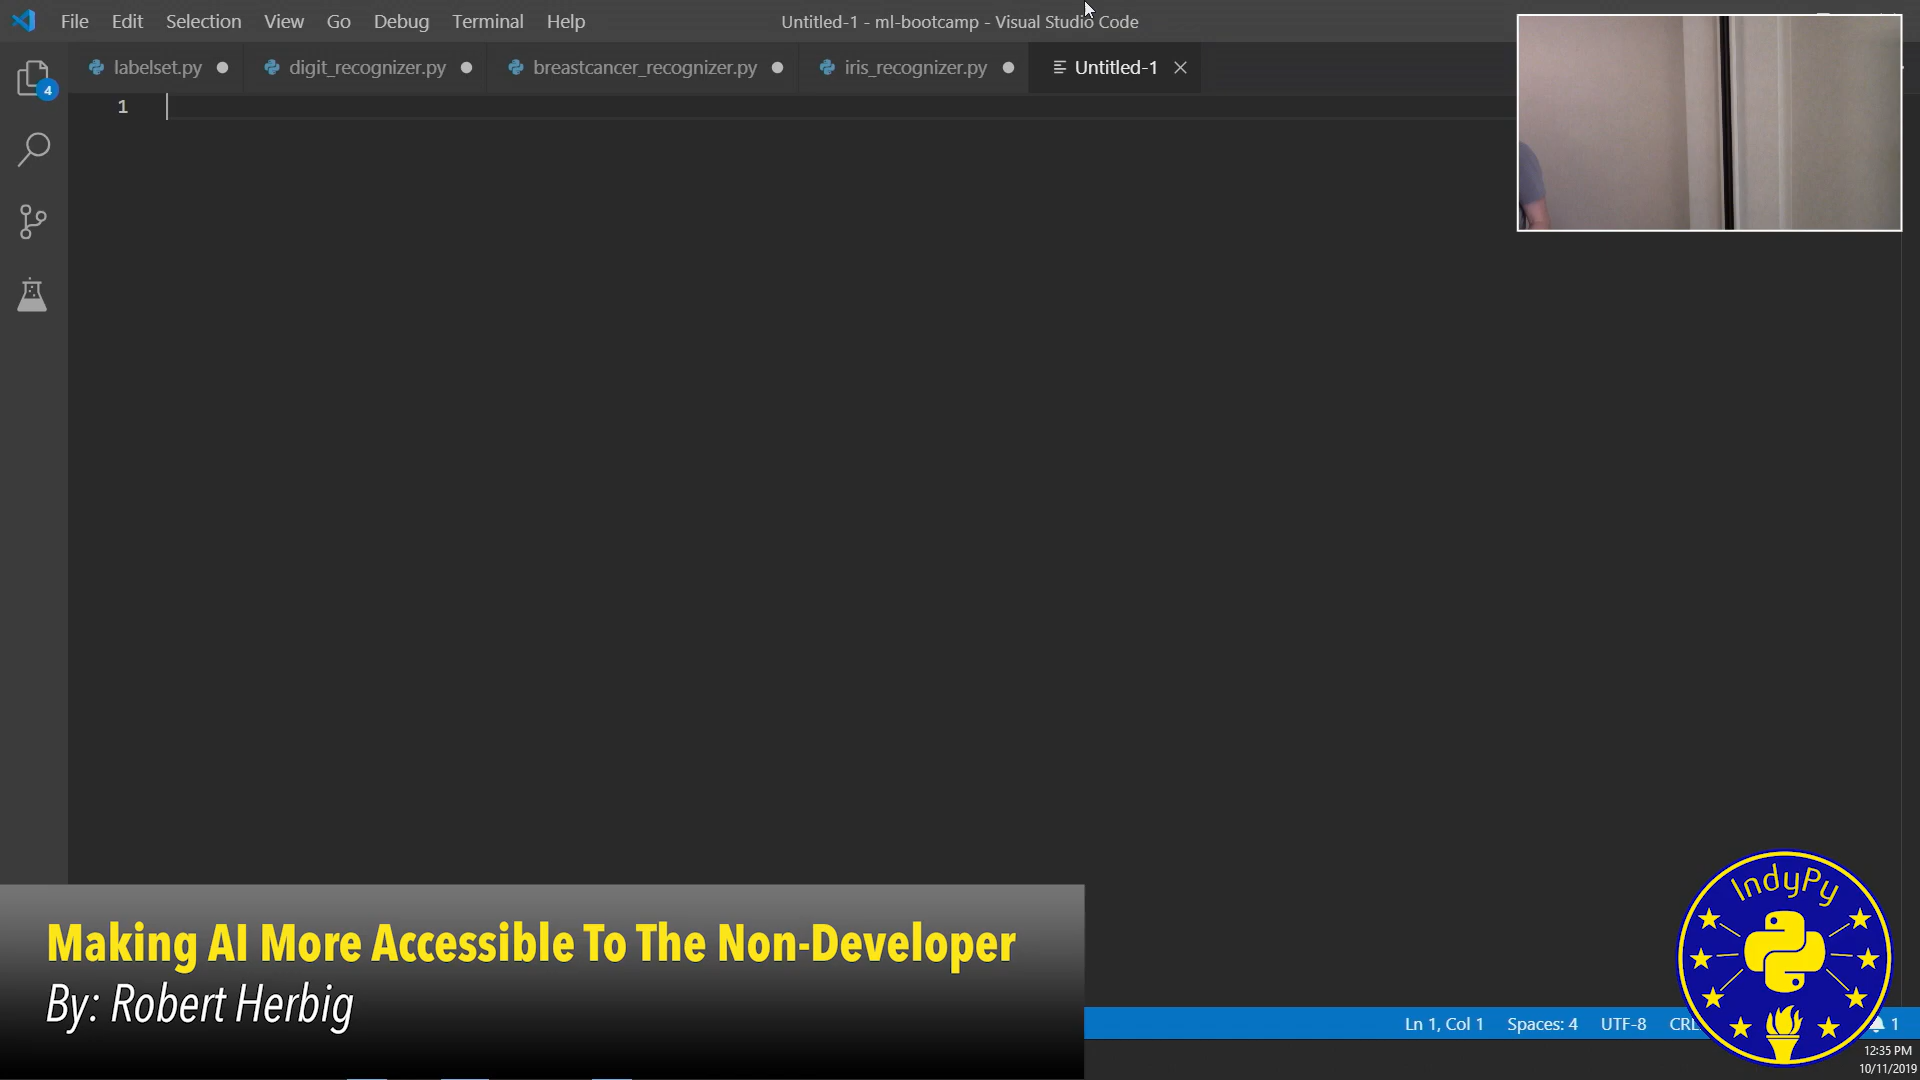 File Edit Selection View Go Debug Terminal Help
Untitled-1 - ml-bootcamp - Visual Studio Code
labelset.py digit_recognizer.py breastcancer_recognizer.py iris_recognizer.py Untitled-1
4
1
IndyPy
Making AI More Accessible To The Non-Developer
By: Robert Herbig
Ln 1, Col 1 Spaces: 4 UTF-8 1
12:35 PM
10/11/2019